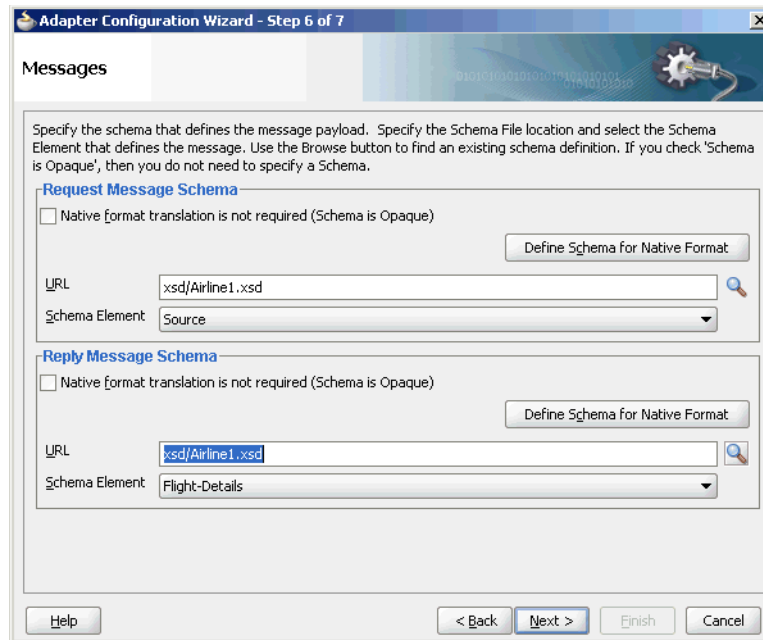 Adapter Configuration Wizard - Step 6 of 7
Messages
Specify the schema that defines the message payload.  Specify the Schema File location and select the Schema
Element that defines the message. Use the Browse button to find an existing schema definition. If you check 'Schema
is Opaque', then you do not need to specify a Schema.
Request Message Schema
Native format translation is not required (Schema is Opaque)
Define Schema for Native Format
URL
xsd/Airline1.xsd
Schema Element
Source
Reply Message Schema
Native format translation is not required (Schema is Opaque)
Define Schema for Native Format
URL
xsd/Airline1.xsd
Schema Element
Flight-Details
Help
< Back
Next >
Finish
Cancel